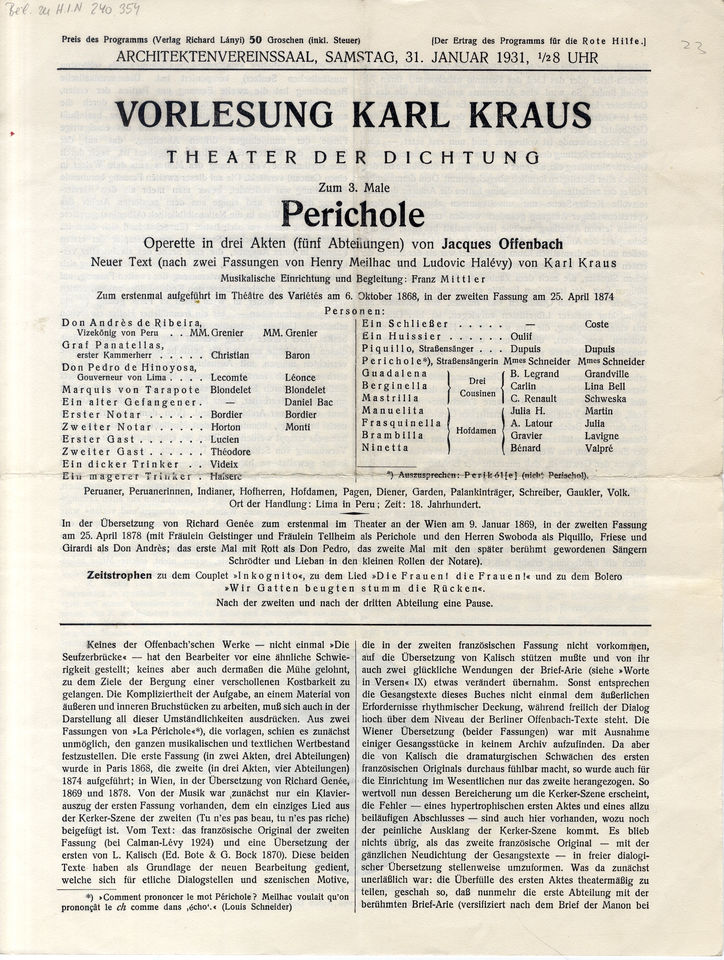 Bei. zu H.I.N 240 354
23
Preis des Programms (Verlag Richard Lányi) 50 Groschen (inkl. Steuer) [Der Ertrag des Programms für die Rote Hilfe.]
ARCHITEKTENVEREINSSAAL, SAMSTAG, 31. JANUAR 1931, 1/28 UHR
VORLESUNG KARL KRAUS
THEATER DER DICHTUNG
Zum 3. Male
Perichole
Operette in drei Akten (fünf Abteilungen) von Jacques Offenbach
Neuer Text (nach zwei Fassungen von Henry Meilhac und Ludovic Halévy) von Karl Kraus
Musikalische Einrichtung und Begleitung: Franz Mittler
Zum erstenmal aufgeführt im Théâtre des Variétés am 6. Oktober 1868, in der zweiten Fassung am 25. April 1874
Personen:
Don Andrès de Ribeira,
Vizekönig von Peru . . MM. Grenier MM. Grenier
Graf Panatellas,
erster Kammerherr . . . . . Christian Baron
Don Pedro de Hinoyosa,
Gouverneur von Lima . . . . Lecomte Léonce
Marquis von Tarapote Blondelet Blondelet
Ein alter Gefangener. — Daniel Bac
Erster Notar . . . . . . Bordier Bordier
Zweiter Notar . . . . . Horton Monti
Erster Gast . . . . . . . Lucien
Zweiter Gast . . . . . . Théodore
Ein dicker Trinker . . Videix
Ein magerer Trinker . Halserc
Ein Schließer . . . . . — Coste
Ein Huissier . . . . . . Oulif
Piquillo, Straßensänger . . . Dupuis Dupuis
Perichole*), Straßensängerin Mmes Schneider Mmes Schneider
Guadalena B. Legrand Grandville
Berginella Drei Cousinen Carlin Lina Bell
Mastrilla C. Renault Schweska
Manuelita Julia H. Martin
Frasquinella Hofdamen A. Latour Julia
Brambilla Gravier Lavigne
Ninetta Bénard Valpré
*) Auszusprechen: Perikol[e] (nicht Perischol).
Peruaner, Peruanerinnen, Indianer, Hofherren, Hofdamen, Pagen, Diener, Garden, Palankinträger, Schreiber, Gaukler, Volk.
Ort der Handlung: Lima in Peru; Zeit: 18. Jahrhundert.
In der Übersetzung von Richard Genée zum erstenmal im Theater an der Wien am 9. Januar 1869, in der zweiten Fassung
am 25. April 1878 (mit Fräulein Geistinger und Fräulein Tellheim als Perichole und den Herren Swoboda als Piquillo, Friese und
Girardi als Don Andrès; das erste Mal mit Rott als Don Pedro, das zweite Mal mit den später berühmt gewordenen Sängern
Schrödter und Lieban in den kleinen Rollen der Notare).
Zeitstrophen zu dem Couplet »Inkognito«, zu dem Lied »Die Frauen! die Frauen!« und zu dem Bolero
»Wir Gatten beugten stumm die Rücken«.
Nach der zweiten und nach der dritten Abteilung eine Pause.
Keines der Offenbach'schen Werke — nicht einmal »Die
Seufzerbrücke« — hat den Bearbeiter vor eine ähnliche Schwie-
rigkeit gestellt; keines aber auch dermaßen die Mühe gelohnt,
zu dem Ziele der Bergung einer verschollenen Kostbarkeit zu
gelangen. Die Kompliziertheit der Aufgabe, an einem Material von
äußeren und inneren Bruchstücken zu arbeiten, muß sich auch in der
Darstellung all dieser Umständlichkeiten ausdrücken. Aus zwei
Fassungen von »La Périchole«*), die vorlagen, schien es zunächst
unmöglich, den ganzen musikalischen und textlichen Wertbestand
festzustellen. Die erste Fassung (in zwei Akten, drei Abteilungen)
wurde in Paris 1868, die zweite (in drei Akten, vier Abteilungen)
1874 aufgeführt; in Wien, in der Übersetzung von Richard Genée,
1869 und 1878. Von der Musik war zunächst nur ein Klavier-
auszug der ersten Fassung vorhanden, dem ein einziges Lied aus
der Kerker-Szene der zweiten (Tu n'es pas beau, tu n'es pas riche)
beigefügt ist. Vom Text: das französische Original der zweiten
Fassung (bei Calman-Lévy 1924) und eine Übersetzung der
ersten von L. Kalisch (Ed. Bote & G. Bock 1870). Diese beiden
Texte haben als Grundlage der neuen Bearbeitung gedient,
welche sich für etliche Dialogstellen und szenischen Motive,
*) »Comment prononcer le mot Périchole? Meilhac voulait qu'on
prononçât le ch comme dans ‚écho'.« (Louis Schneider)
die in der zweiten französischen Fassung nicht vorkommen,
auf die Übersetzung von Kalisch stützen mußte und von ihr
auch zwei glückliche Wendungen der Brief-Arie (siehe »Worte
in Versen« IX) etwas verändert übernahm. Sonst entsprechen
die Gesangstexte dieses Buches nicht einmal dem äußerlichen
Erfordernisse rhythmischer Deckung, während freilich der Dialog
hoch über dem Niveau der Berliner Offenbach-Texte steht. Die
Wiener Übersetzung (beider Fassungen) war mit Ausnahme
einiger Gesangsstücke in keinem Archiv aufzufinden. Da aber
die von Kalisch die dramaturgischen Schwächen des ersten
französischen Originals durchaus fühlbar macht, so wurde auch für
die Einrichtung im Wesentlichen nur das zweite herangezogen. So
wertvoll nun dessen Bereicherung um die Kerker-Szene erscheint,
die Fehler — eines hypertrophischen ersten Aktes und eines allzu
beiläufigen Abschlusses — sind auch hier vorhanden, wozu noch
der peinliche Ausklang der Kerker-Szene kommt. Es blieb
nichts übrig, als das zweite französische Original — mit der
gänzlichen Neudichtung der Gesangstexte — in freier dialogi-
scher Übersetzung stellenweise umzuformen. Was da zunächst
unerläßlich war: die Überfülle des ersten Aktes theatermäßig zu
teilen, geschah so, daß nunmehr die erste Abteilung mit der
berühmten Brief-Arie (versifiziert nach dem Brief der Manon bei